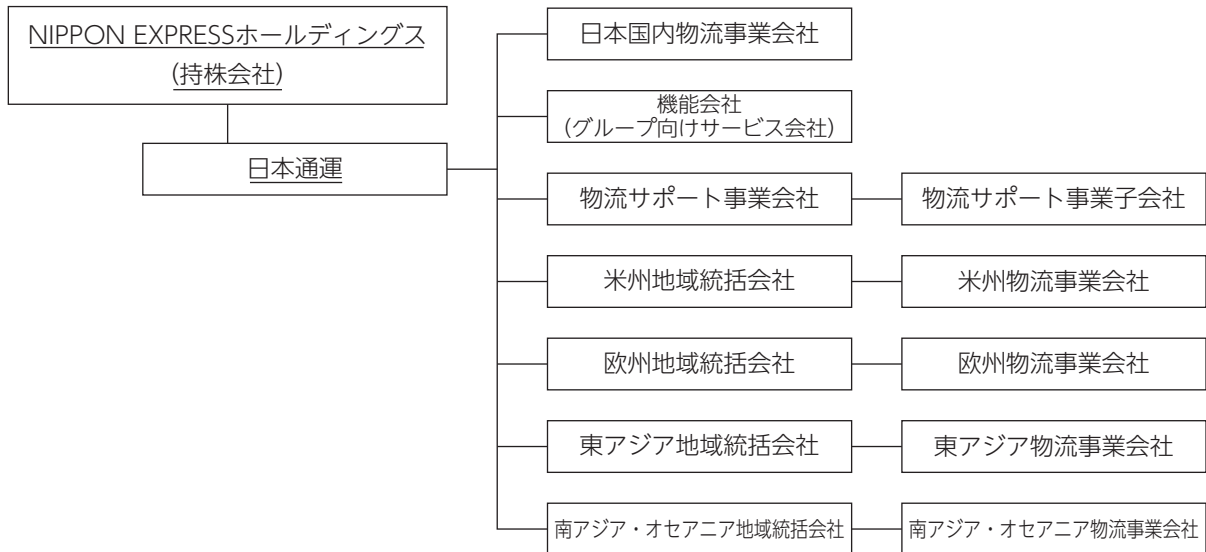 NIPPON EXPRESSホールディングス
(持株会社)
日本通運
日本国内物流事業会社
機能会社
(グループ向けサービス会社)
物流サポート事業会社
物流サポート事業子会社
米州地域統括会社
米州物流事業会社
欧州地域統括会社
欧州物流事業会社
東アジア地域統括会社
東アジア物流事業会社
南アジア・オセアニア地域統括会社
南アジア・オセアニア物流事業会社